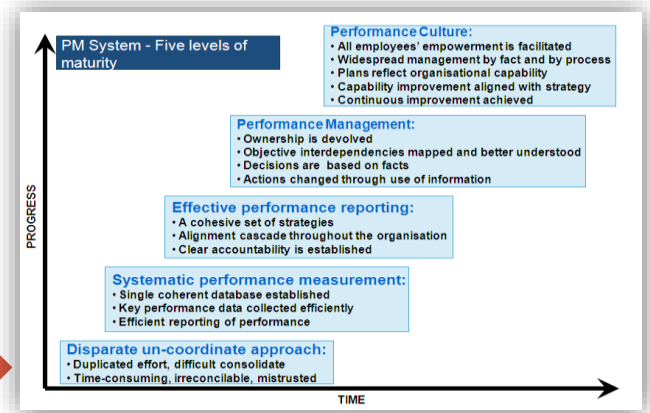 PM System - Five levels of
maturity
Performance Culture:
• All employees' empowerment is facilitated
• Widespread management by fact and by process
• Plans reflect organisational capability
• Capability improvement aligned with strategy
• Continuous improvement achieved
Performance Management:
• Ownership is devolved
• Objective interdependencies mapped and better understood
• Decisions are based on facts
• Actions changed through use of information
Effective performance reporting:
• A cohesive set of strategies
• Alignment cascade throughout the organisation
• Clear accountability is established
Systematic performance measurement:
• Single coherent database established
• Key performance data collected efficiently
• Efficient reporting of performance
Disparate un-coordinate approach:
• Duplicated effort, difficult consolidate
• Time-consuming, irreconcilable, mistrusted
PROGRESS
TIME